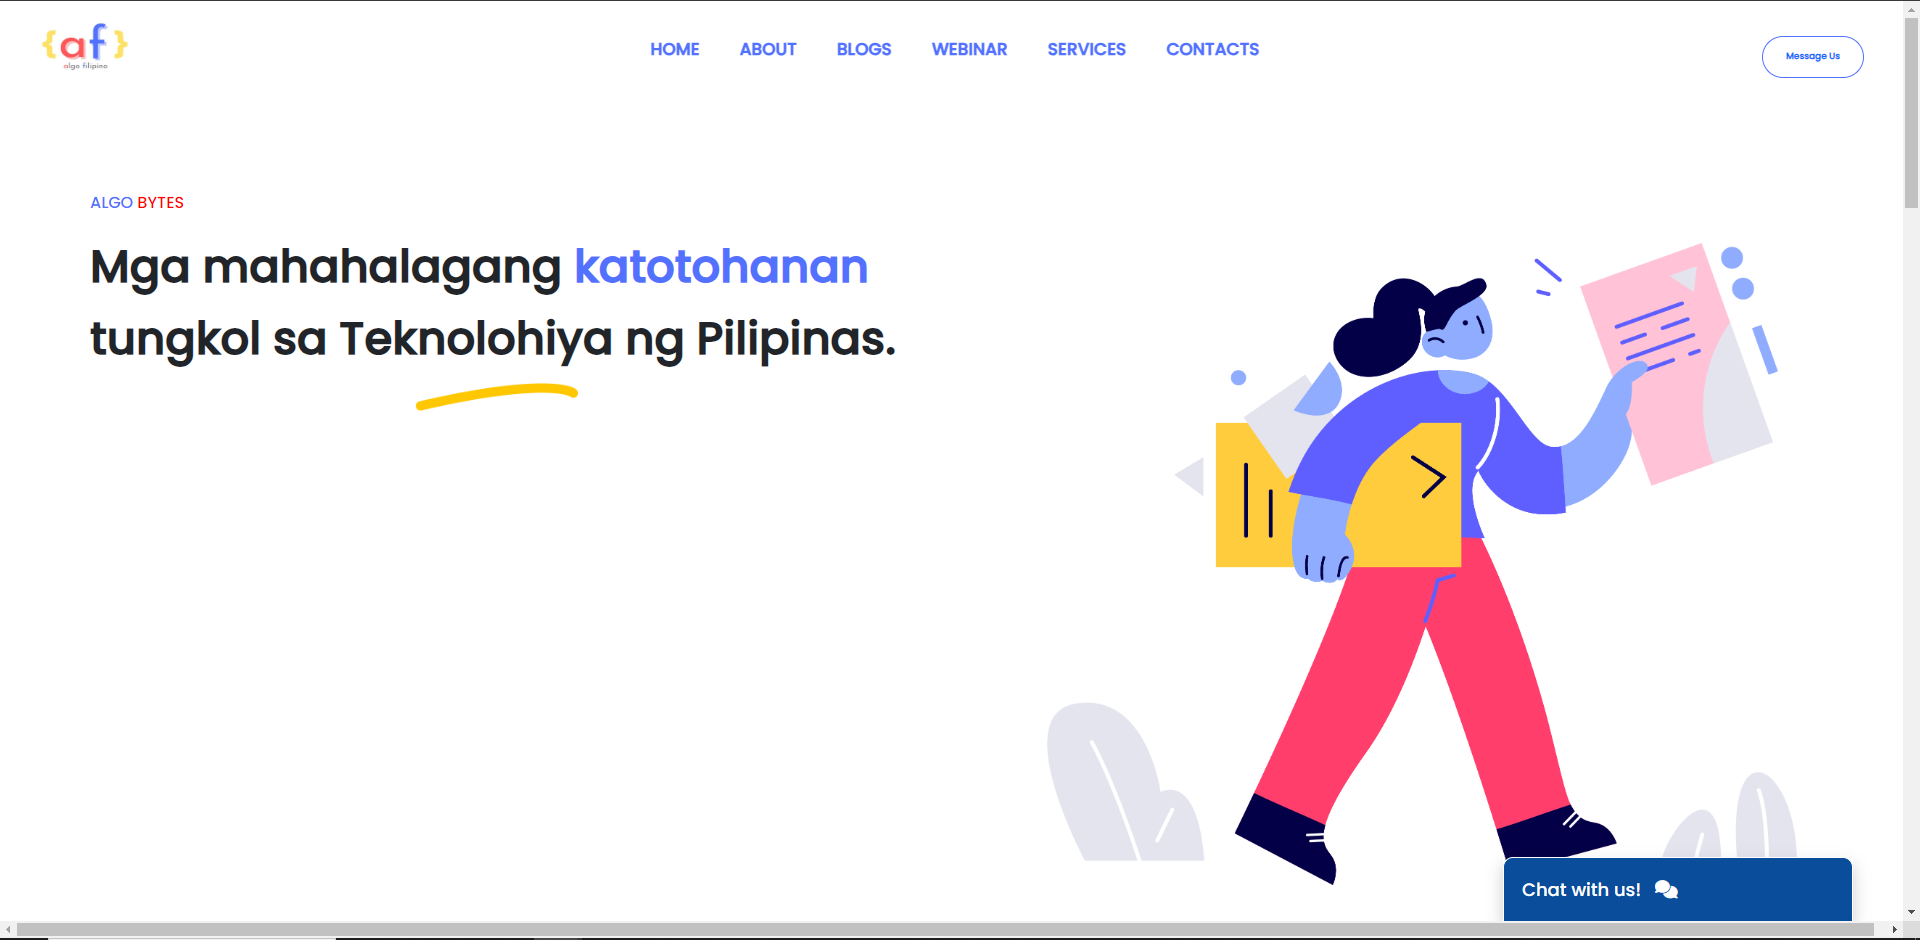 {af}
algo filipino
HOME ABOUT BLOGS WEBINAR SERVICES CONTACTS
Message Us
ALGO BYTES
Mga mahahalagang katotohanan
tungkol sa Teknolohiya ng Pilipinas.
Chat with us!